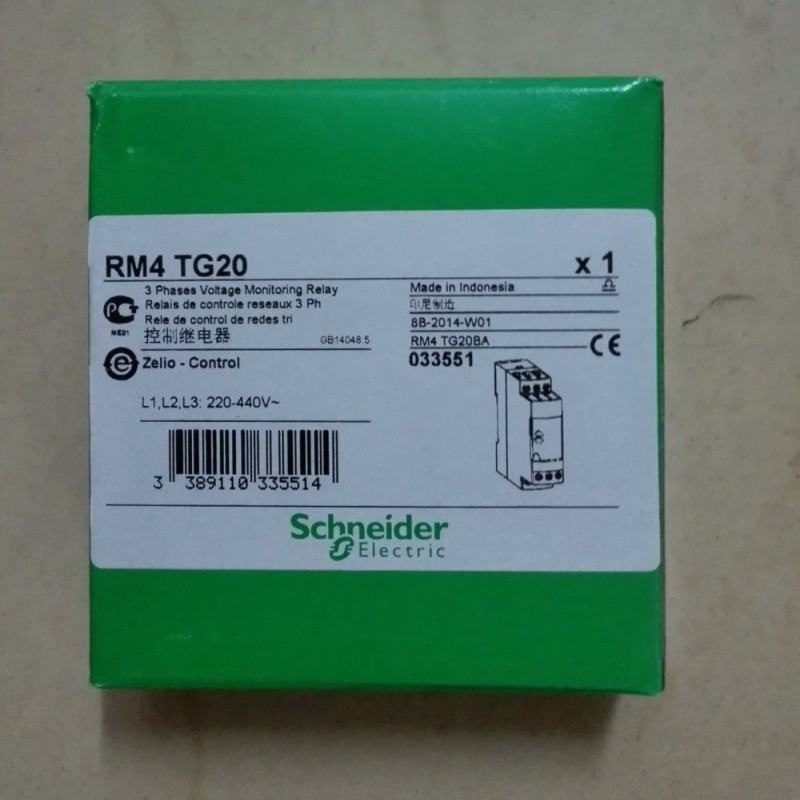 RM4 TG20
x 1
3 Phases Voltage Monitoring Relay
Relais de controle reseaux 3 Ph
Rele de control de redes tri
控制继电器
GB14048.5
ME01
Zelio - Control
Made in Indonesia
印尼制造
8B-2014-W01
RM4 TG20BA
033551
CE
L1,L2,L3: 220-440V~
3 389110 335514
Schneider
Electric